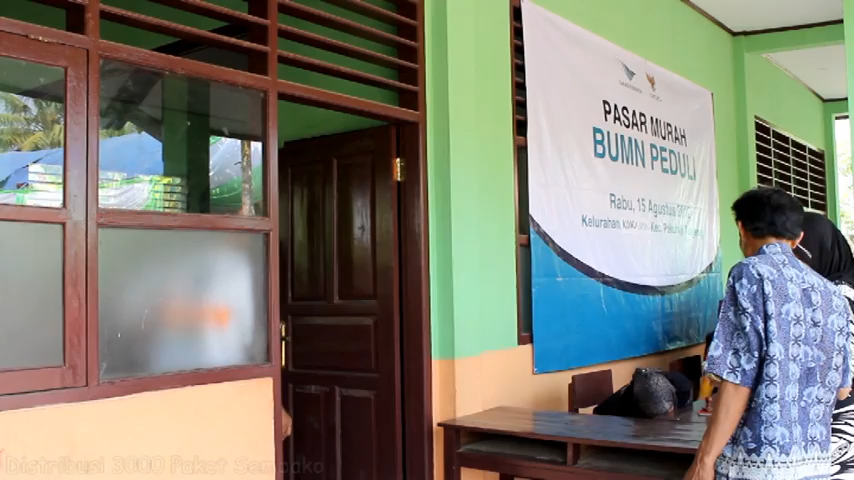 PASAR MURAH
BUMN PEDULI
Rabu, 15 Agustus
Kelurahan, Kec.
Distribusi 3000 Paket Sembako